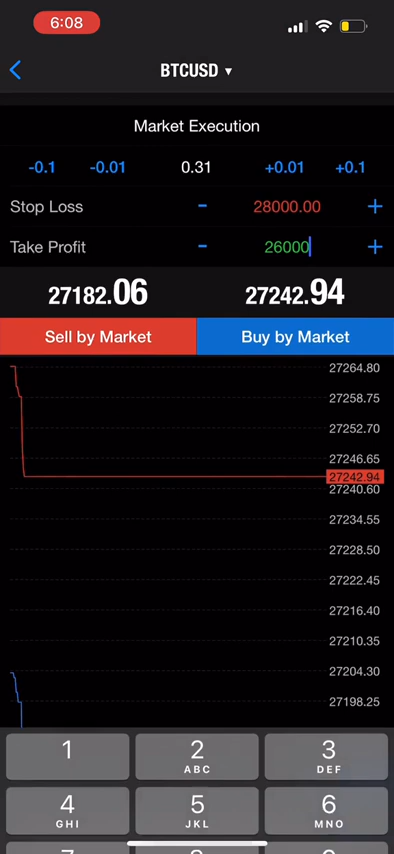 6:08
BTCUSD ▼
Market Execution
-0.1 -0.01 0.31 +0.01 +0.1
Stop Loss - 28000.00 +
Take Profit - 26000 +
27182.06 27242.94
Sell by Market Buy by Market
27264.80
27258.75
27252.70
27246.65
27242.94
27240.60
27234.55
27228.50
27222.45
27216.40
27210.35
27204.30
27198.25
1 2 3
ABC DEF
4 5 6
GHI JKL MNO